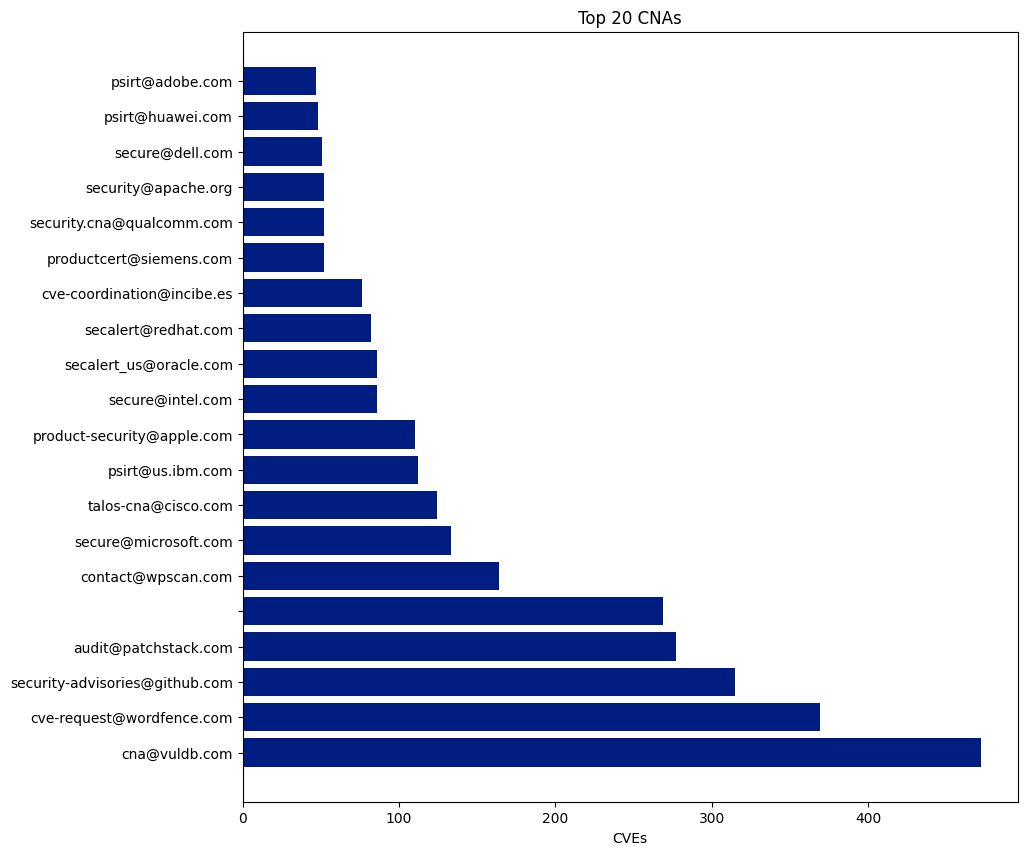 Top 20 CNAs
psirt@adobe.com
psirt@huawei.com
secure@dell.com
security@apache.org
security.cna@qualcomm.com
productcert@siemens.com
cve-coordination@incibe.es
secalert@redhat.com
secalert_us@oracle.com
secure@intel.com
product-security@apple.com
psirt@us.ibm.com
talos-cna@cisco.com
secure@microsoft.com
contact@wpscan.com
audit@patchstack.com
security-advisories@github.com
cve-request@wordfence.com
cna@vuldb.com
0 100 200 300 400
CVEs